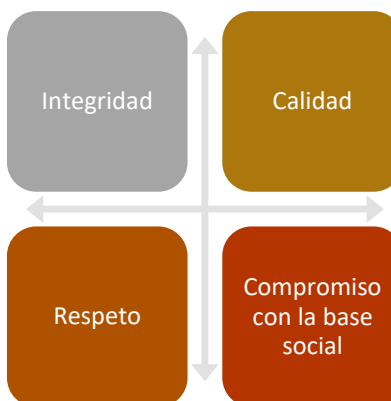 Integridad
Calidad
Respeto
Compromiso
con la base
social